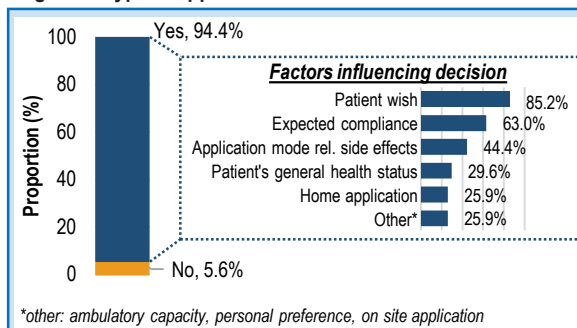 Yes, 94.4%
100
80
60
40
20
0
Proportion (%)
Factors influencing decision
Patient wish 85.2%
Expected compliance 63.0%
Application mode rel. side effects 44.4%
Patient's general health status 29.6%
Home application 25.9%
Other* 25.9%
No, 5.6%
*other: ambulatory capacity, personal preference, on site application